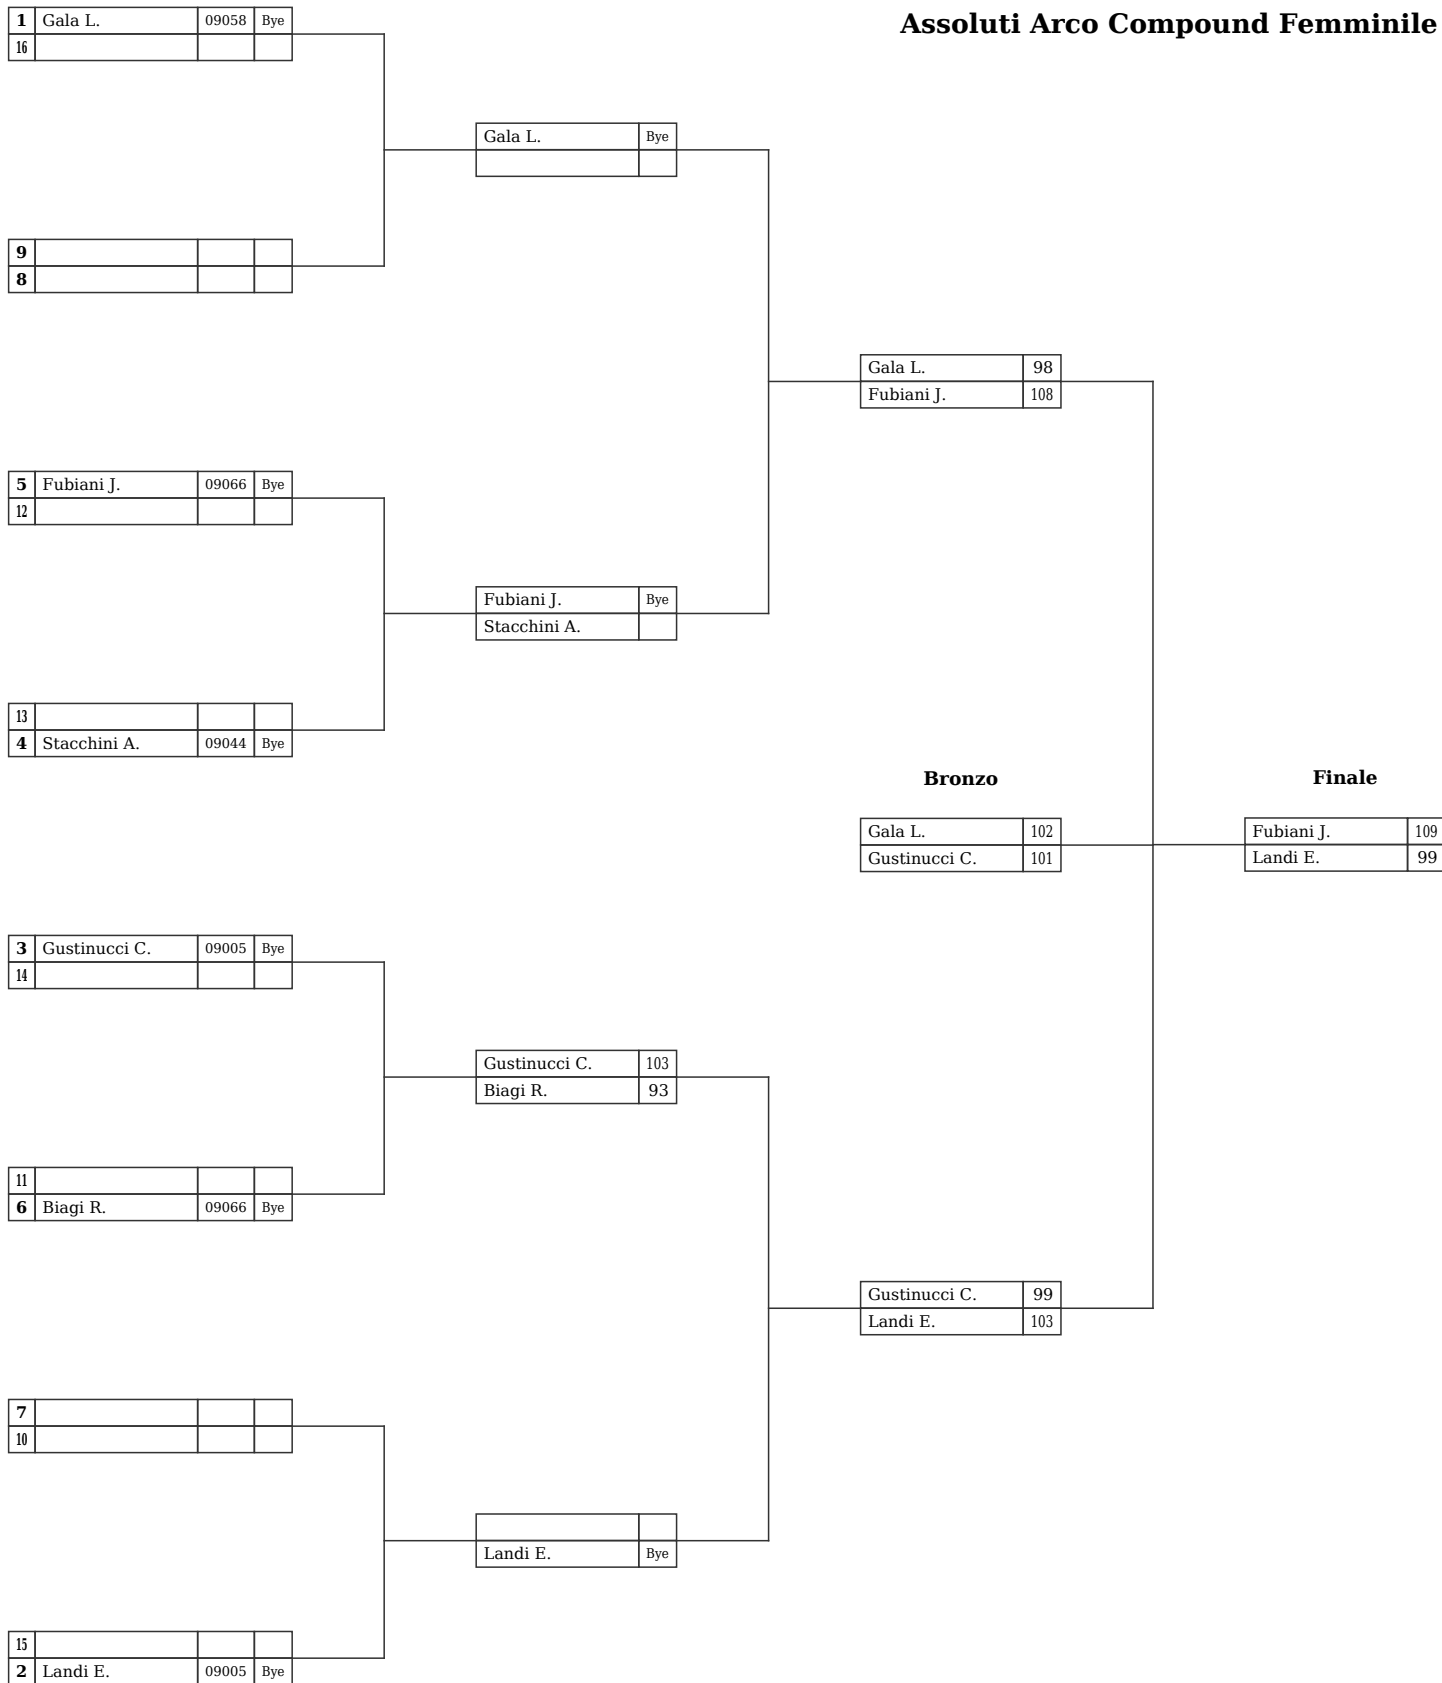 Assoluti Arco Compound Femminile
1 Gala L. 09058 Bye
16
Gala L. Bye
9
8
Gala L. 98
Fubiani J. 108
5 Fubiani J. 09066 Bye
12
Fubiani J. Bye
Stacchini A.
13
4 Stacchini A. 09044 Bye
Bronzo
Finale
Gala L. 102
Gustinucci C. 101
Fubiani J. 109
Landi E. 99
3 Gustinucci C. 09005 Bye
14
Gustinucci C. 103
Biagi R. 93
11
6 Biagi R. 09066 Bye
Gustinucci C. 99
Landi E. 103
7
10
Landi E. Bye
15
2 Landi E. 09005 Bye